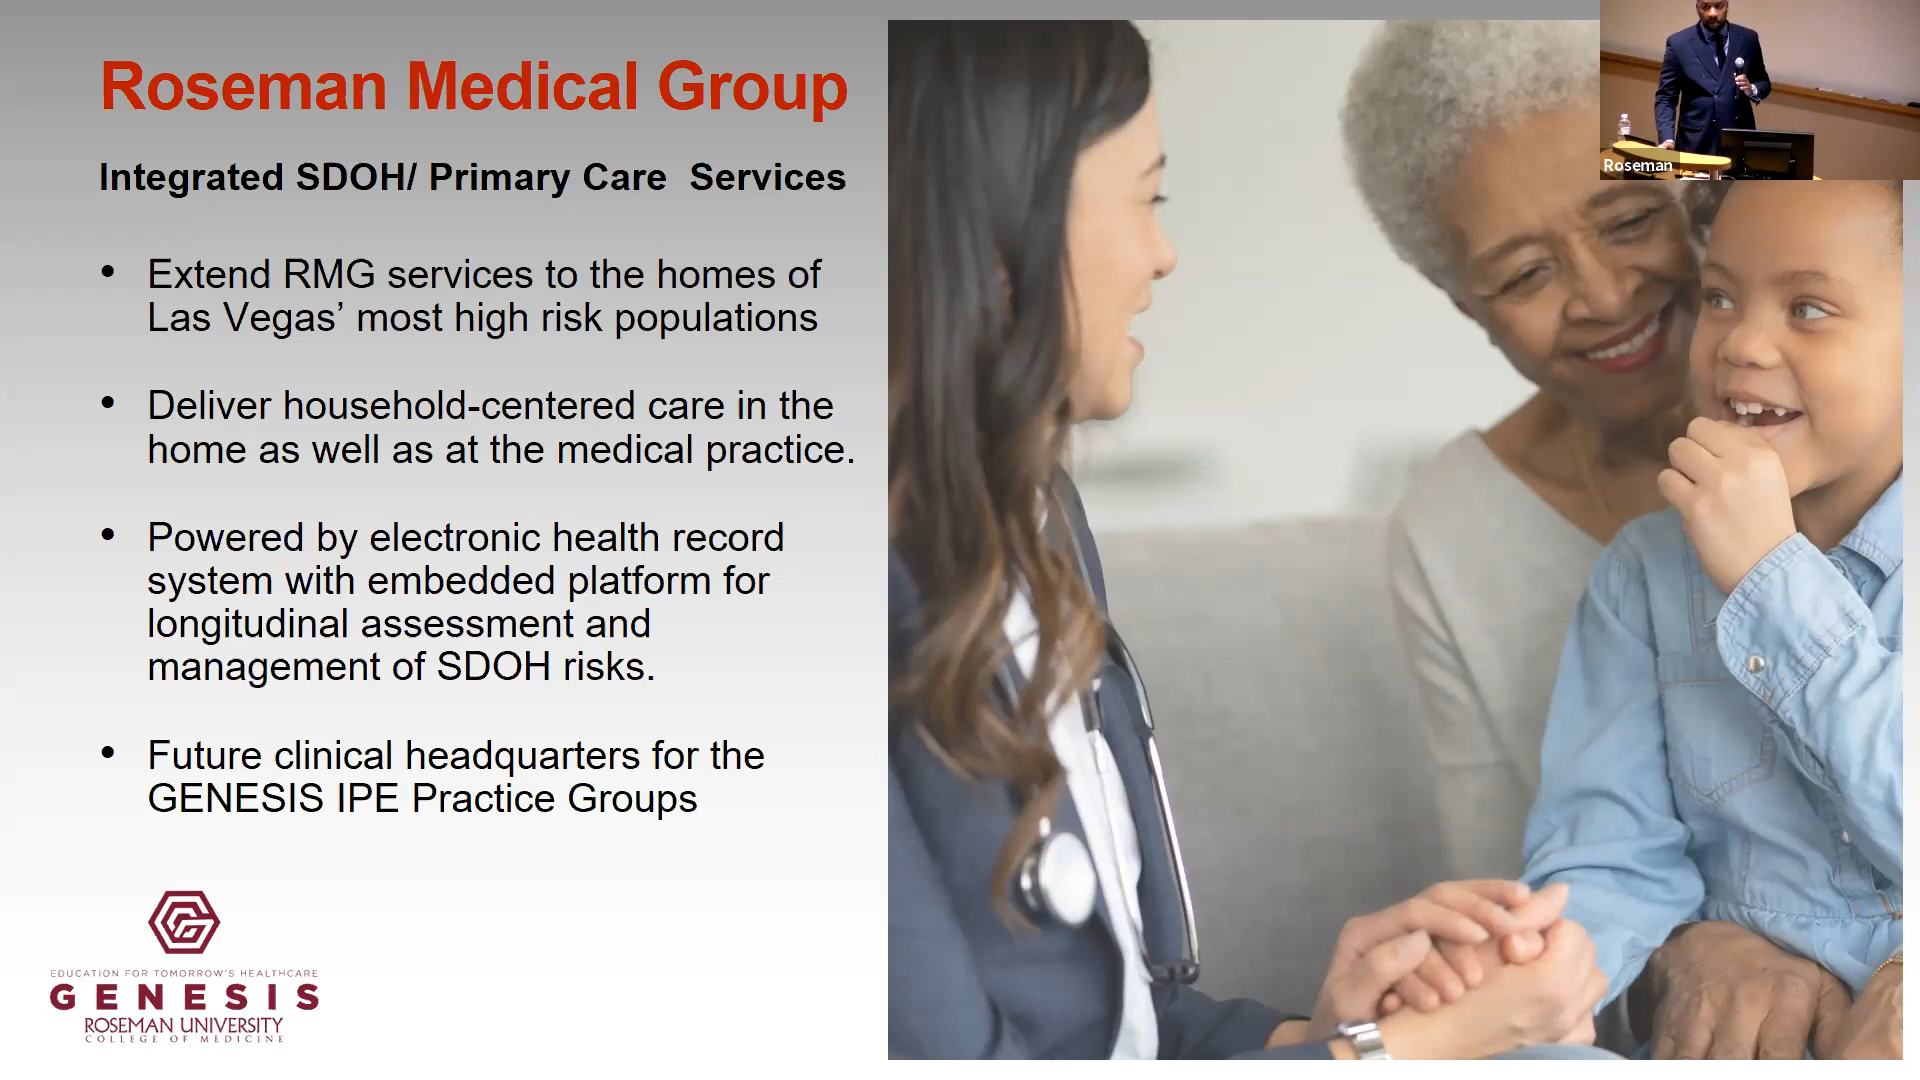 Roseman Medical Group
Integrated SDOH/ Primary Care  Services
• Extend RMG services to the homes of
Las Vegas’ most high risk populations
• Deliver household-centered care in the
home as well as at the medical practice.
• Powered by electronic health record
system with embedded platform for
longitudinal assessment and
management of SDOH risks.
• Future clinical headquarters for the
GENESIS IPE Practice Groups
EDUCATION FOR TOMORROW'S HEALTHCARE
GENESIS
ROSEMAN UNIVERSITY
COLLEGE OF MEDICINE
Roseman